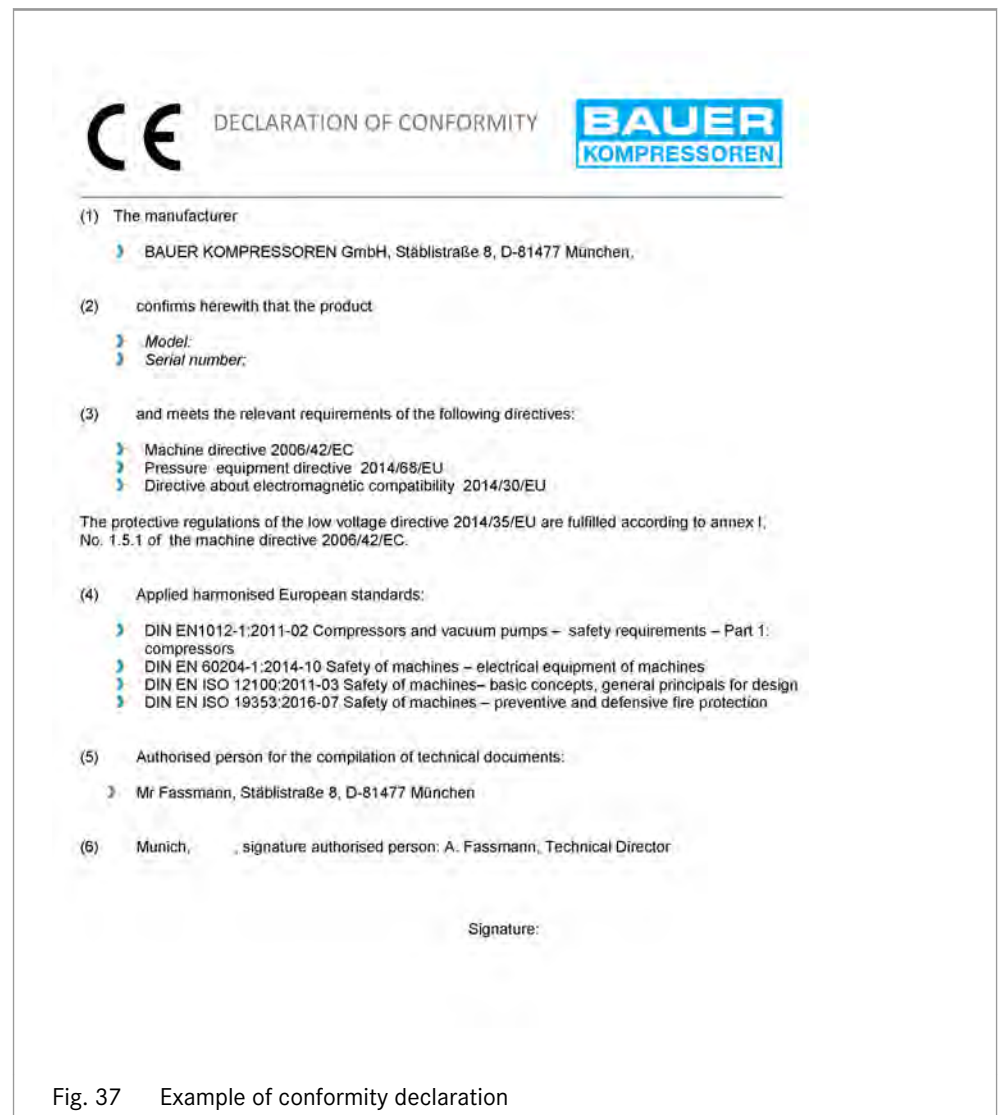 CE DECLARATION OF CONFORMITY BAUER
KOMPRESSOREN
(1) The manufacturer
BAUER KOMPRESSOREN GmbH, Stäblistraße 8, D-81477 München,
(2) confirms herewith that the product
Model:
Serial number:
(3) and meets the relevant requirements of the following directives:
Machine directive 2006/42/EC
Pressure equipment directive 2014/68/EU
Directive about electromagnetic compatibility 2014/30/EU
The protective regulations of the low voltage directive 2014/35/EU are fulfilled according to annex I,
No. 1.5.1 of the machine directive 2006/42/EC.
(4) Applied harmonised European standards:
DIN EN1012-1:2011-02 Compressors and vacuum pumps – safety requirements – Part 1:
compressors
DIN EN 60204-1:2014-10 Safety of machines – electrical equipment of machines
DIN EN ISO 12100:2011-03 Safety of machines– basic concepts, general principals for design
DIN EN ISO 19353:2016-07 Safety of machines – preventive and defensive fire protection
(5) Authorised person for the compilation of technical documents:
Mr Fassmann, Stäblistraße 8, D-81477 München
(6) Munich, , signature authorised person: A. Fassmann, Technical Director
Signature:
Fig. 37 Example of conformity declaration